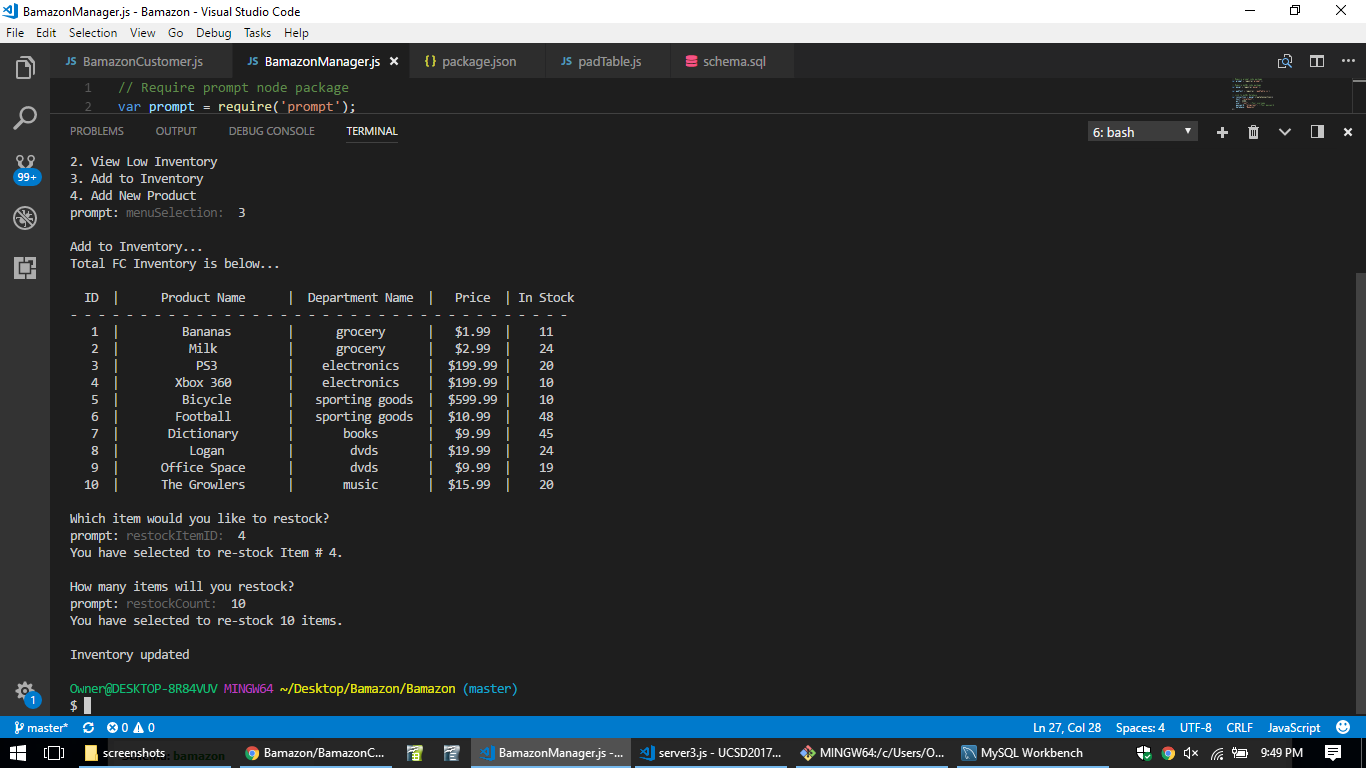 BamazonManager.js - Bamazon - Visual Studio Code
File Edit Selection View Go Debug Tasks Help
JS BamazonCustomer.js JS BamazonManager.js {} package.json JS padTable.js schema.sql
1 // Require prompt node package
2 var prompt = require('prompt');
PROBLEMS OUTPUT DEBUG CONSOLE TERMINAL 6: bash
99+
2. View Low Inventory
3. Add to Inventory
4. Add New Product
prompt: menuSelection: 3
Add to Inventory...
Total FC Inventory is below...
ID | Product Name | Department Name | Price | In Stock
- - - - - - - - - - - - - - - - - - - - - - - - - - - - - - - - - - - -
1 | Bananas | grocery | $1.99 | 11
2 | Milk | grocery | $2.99 | 24
3 | PS3 | electronics | $199.99 | 20
4 | Xbox 360 | electronics | $199.99 | 10
5 | Bicycle | sporting goods | $599.99 | 10
6 | Football | sporting goods | $10.99 | 48
7 | Dictionary | books | $9.99 | 45
8 | Logan | dvds | $19.99 | 24
9 | Office Space | dvds | $9.99 | 19
10 | The Growlers | music | $15.99 | 20
Which item would you like to restock?
prompt: restockItemID: 4
You have selected to re-stock Item # 4.
How many items will you restock?
prompt: restockCount: 10
You have selected to re-stock 10 items.
Inventory updated
Owner@DESKTOP-8R84VUV MINGW64 ~/Desktop/Bamazon/Bamazon (master)
$
1
master* 0 0 Ln 27, Col 28 Spaces: 4 UTF-8 CRLF JavaScript
screenshots Bamazon/BamazonC... BamazonManager.js -... server3.js - UCSD2017... MINGW64:/c/Users/O... MySQL Workbench 9:49 PM
bamazon